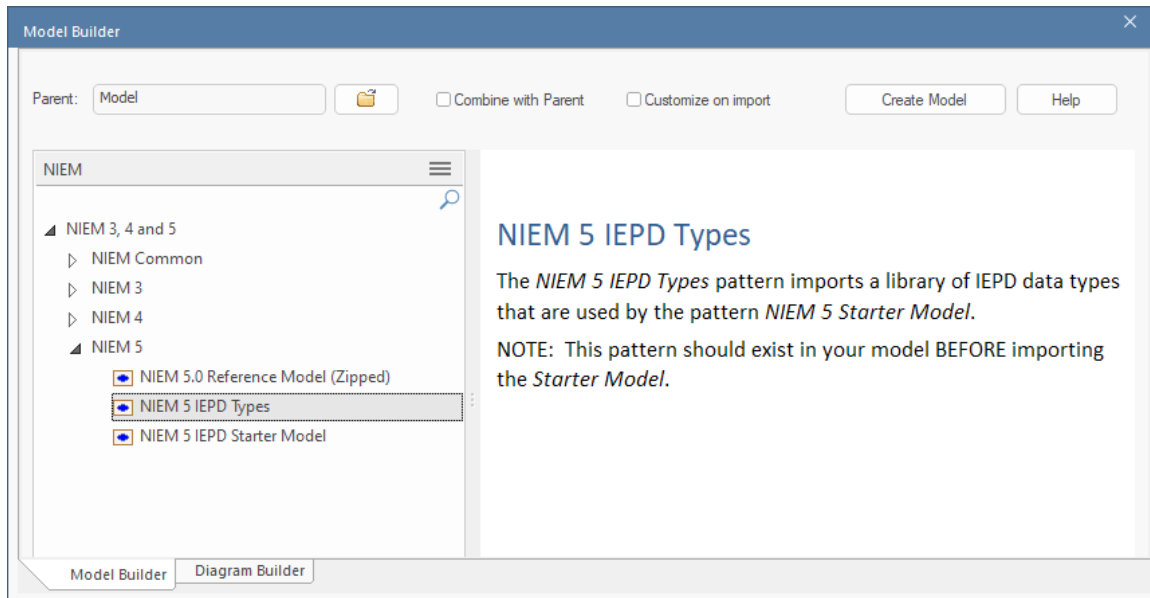 Model Builder
Parent: Model Combine with Parent Customize on import Create Model Help
NIEM
NIEM 3, 4 and 5
NIEM Common
NIEM 3
NIEM 4
NIEM 5
NIEM 5.0 Reference Model (Zipped)
NIEM 5 IEPD Types
NIEM 5 IEPD Starter Model
NIEM 5 IEPD Types
The NIEM 5 IEPD Types pattern imports a library of IEPD data types
that are used by the pattern NIEM 5 Starter Model.
NOTE: This pattern should exist in your model BEFORE importing
the Starter Model.
Model Builder Diagram Builder